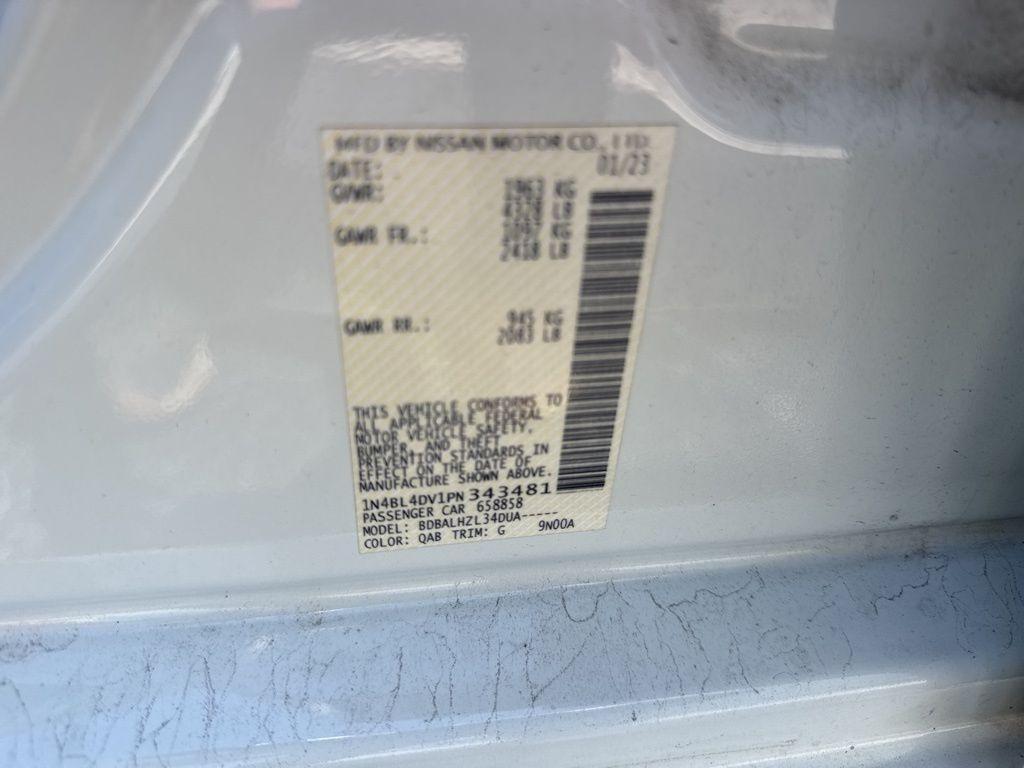 MFD BY NISSAN MOTOR CO., LTD.
DATE: 01/23
GVWR: 1963 KG
4328 LB
GAWR FR.: 1097 KG
2418 LB
GAWR RR.: 945 KG
2083 LB
THIS VEHICLE CONFORMS TO
ALL APPLICABLE FEDERAL
MOTOR VEHICLE SAFETY,
BUMPER, AND THEFT
PREVENTION STANDARDS IN
EFFECT ON THE DATE OF
MANUFACTURE SHOWN ABOVE.
1N4BL4DV1PN343481
PASSENGER CAR 658858
MODEL: BDBALHZL34DUA-----
COLOR: QAB TRIM: G 9N00A